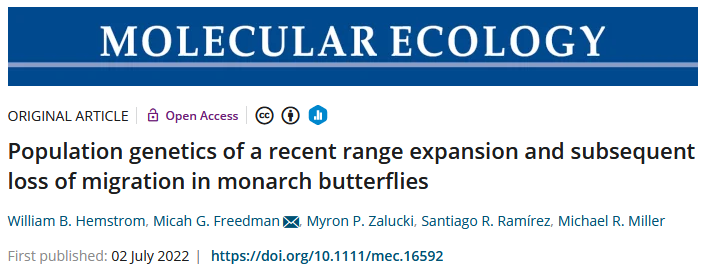 MOLECULAR ECOLOGY
ORIGINAL ARTICLE Open Access cc
Population genetics of a recent range expansion and subsequent
loss of migration in monarch butterflies
William B. Hemstrom, Micah G. Freedman, Myron P. Zalucki, Santiago R. Ramírez, Michael R. Miller
First published: 02 July 2022 | https://doi.org/10.1111/mec.16592